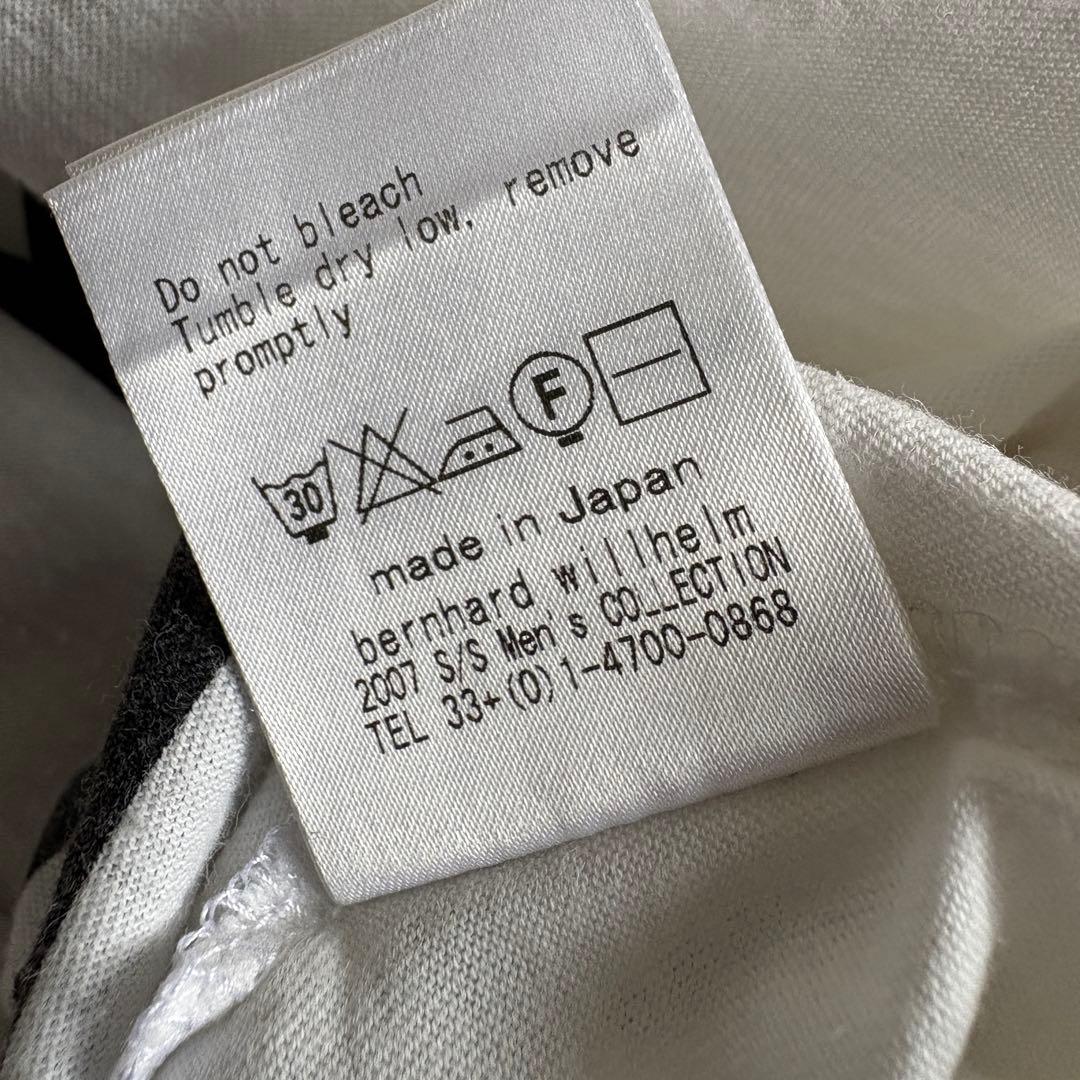 Do not bleach
Tumble dry low, remove
promptly
30 F
made in Japan
bernhard willhelm
2007 S/S Men's COLLECTION
TEL 33+(0)1-4700-0868